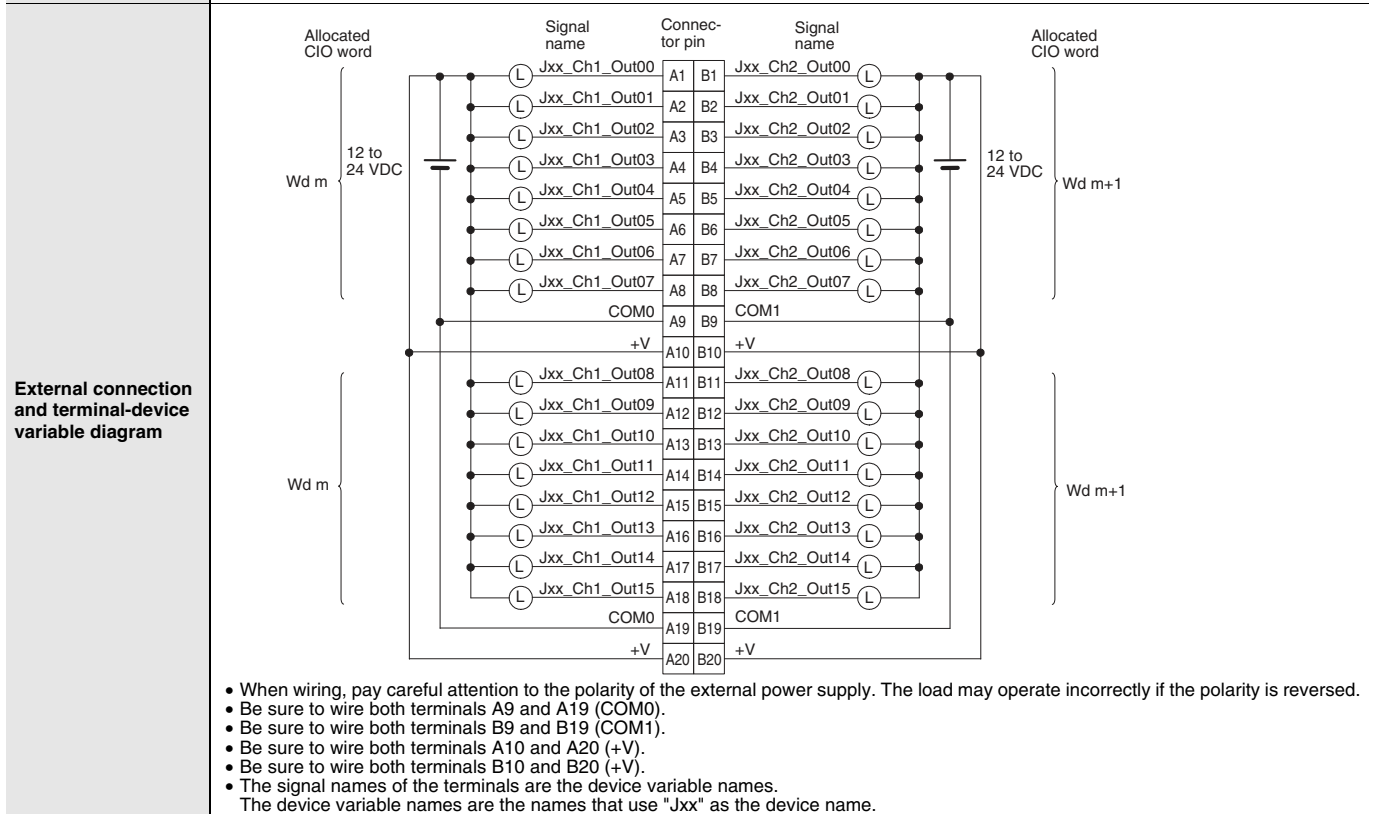 Allocated
CIO word
Signal
name
Connec-
tor pin
Signal
name
Allocated
CIO word
L Jxx_Ch1_Out00 A1 B1 Jxx_Ch2_Out00 L
L Jxx_Ch1_Out01 A2 B2 Jxx_Ch2_Out01 L
L Jxx_Ch1_Out02 A3 B3 Jxx_Ch2_Out02 L
12 to
24 VDC
L Jxx_Ch1_Out03 A4 B4 Jxx_Ch2_Out03 L
12 to
24 VDC
Wd m
Wd m+1
L Jxx_Ch1_Out04 A5 B5 Jxx_Ch2_Out04 L
L Jxx_Ch1_Out05 A6 B6 Jxx_Ch2_Out05 L
L Jxx_Ch1_Out06 A7 B7 Jxx_Ch2_Out06 L
L Jxx_Ch1_Out07 A8 B8 Jxx_Ch2_Out07 L
COM0 A9 B9 COM1
+V A10 B10 +V
External connection
and terminal-device
variable diagram
L Jxx_Ch1_Out08 A11 B11 Jxx_Ch2_Out08 L
L Jxx_Ch1_Out09 A12 B12 Jxx_Ch2_Out09 L
L Jxx_Ch1_Out10 A13 B13 Jxx_Ch2_Out10 L
L Jxx_Ch1_Out11 A14 B14 Jxx_Ch2_Out11 L
Wd m
Wd m+1
L Jxx_Ch1_Out12 A15 B15 Jxx_Ch2_Out12 L
L Jxx_Ch1_Out13 A16 B16 Jxx_Ch2_Out13 L
L Jxx_Ch1_Out14 A17 B17 Jxx_Ch2_Out14 L
L Jxx_Ch1_Out15 A18 B18 Jxx_Ch2_Out15 L
COM0 A19 B19 COM1
+V A20 B20 +V
• When wiring, pay careful attention to the polarity of the external power supply. The load may operate incorrectly if the polarity is reversed.
• Be sure to wire both terminals A9 and A19 (COM0).
• Be sure to wire both terminals B9 and B19 (COM1).
• Be sure to wire both terminals A10 and A20 (+V).
• Be sure to wire both terminals B10 and B20 (+V).
• The signal names of the terminals are the device variable names.
The device variable names are the names that use "Jxx" as the device name.